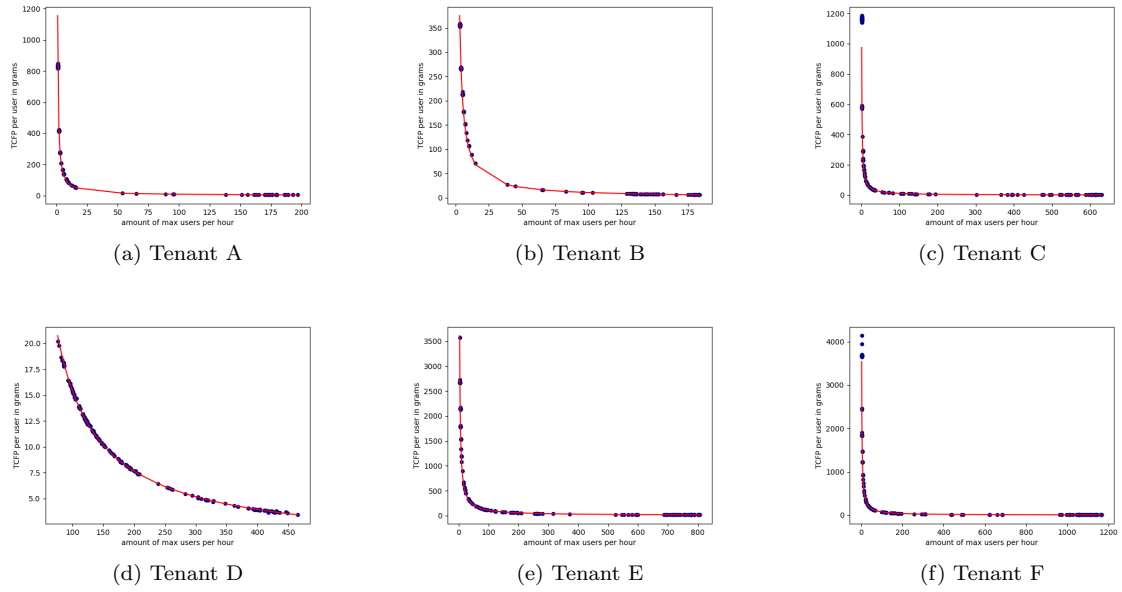 1200
1000
800
600
400
200
0
TCFP per user in grams
0 25 50 75 100 125 150 175 200
amount of max users per hour
(a) Tenant A
350
300
250
200
150
100
50
0
TCFP per user in grams
0 25 50 75 100 125 150 175
amount of max users per hour
(b) Tenant B
1200
1000
800
600
400
200
0
TCFP per user in grams
0 100 200 300 400 500 600
amount of max users per hour
(c) Tenant C
20.0
17.5
15.0
12.5
10.0
7.5
5.0
TCFP per user in grams
100 150 200 250 300 350 400 450
amount of max users per hour
(d) Tenant D
3500
3000
2500
2000
1500
1000
500
0
TCFP per user in grams
0 100 200 300 400 500 600 700 800
amount of max users per hour
(e) Tenant E
4000
3000
2000
1000
0
TCFP per user in grams
0 200 400 600 800 1000 1200
amount of max users per hour
(f) Tenant F